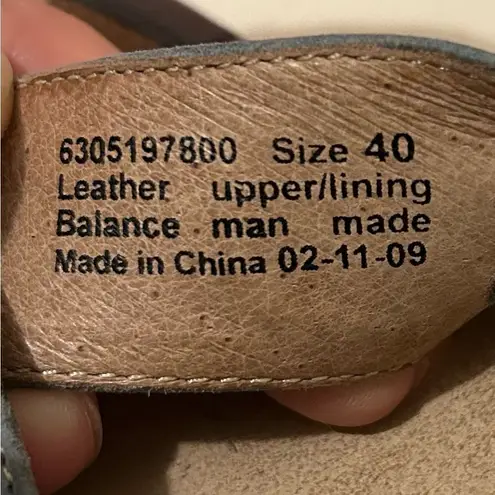 6305197800 Size 40
Leather upper/lining
Balance man made
Made in China 02-11-09